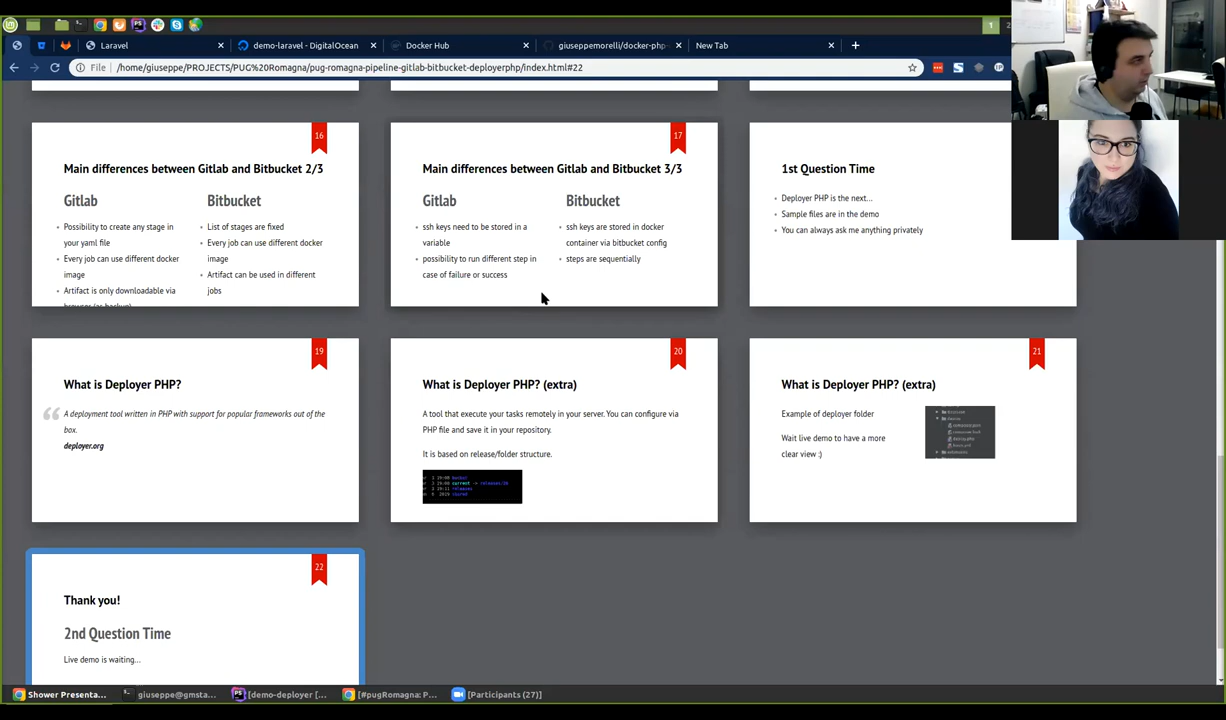 1
2
Laravel
demo-laravel - DigitalOcean
Docker Hub
giuseppemorelli/docker-php-
New Tab
File
/home/giuseppe/PROJECTS/PUG%20Romagna/pug-romagna-pipeline-gitlab-bitbucket-deployerphp/index.html#22
16
Main differences between Gitlab and Bitbucket 2/3
Gitlab
Possibility to create any stage in
your yaml file
Every job can use different docker
image
Artifact is only downloadable via
browser (as backup)
Bitbucket
List of stages are fixed
Every job can use different docker
image
Artifact can be used in different
jobs
17
Main differences between Gitlab and Bitbucket 3/3
Gitlab
ssh keys need to be stored in a
variable
possibility to run different step in
case of failure or success
Bitbucket
ssh keys are stored in docker
container via bitbucket config
steps are sequentially
1st Question Time
Deployer PHP is the next...
Sample files are in the demo
You can always ask me anything privately
19
What is Deployer PHP?
A deployment tool written in PHP with support for popular frameworks out of the
box.
deployer.org
20
What is Deployer PHP? (extra)
A tool that execute your tasks remotely in your server. You can configure via
PHP file and save it in your repository.
It is based on release/folder structure.
21
What is Deployer PHP? (extra)
Example of deployer folder
Wait live demo to have a more
clear view :)
22
Thank you!
2nd Question Time
Live demo is waiting...
Shower Presenta...
giuseppe@gmsta...
[demo-deployer [...
[#pugRomagna: P...
[Participants (27)]